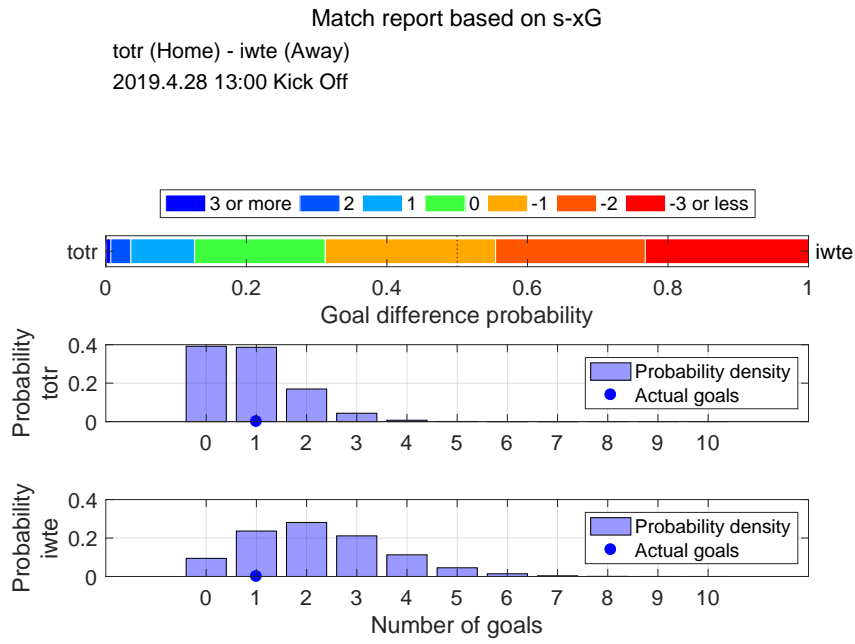 Match report based on s-xG
totr (Home) - iwte (Away)
2019.4.28 13:00 Kick Off
3 or more 2 1 0 -1 -2 -3 or less
totr iwte
0 0.2 0.4 0.6 0.8 1
Goal difference probability
Probability
totr
0.4
0.2
0
Probability density
Actual goals
0 1 2 3 4 5 6 7 8 9 10
Probability
iwte
0.4
0.2
0
Probability density
Actual goals
0 1 2 3 4 5 6 7 8 9 10
Number of goals